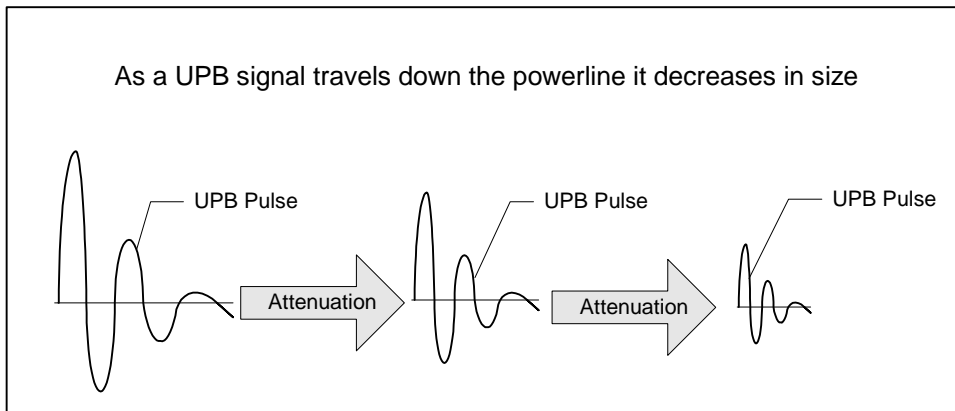 As a UPB signal travels down the powerline it decreases in size
UPB Pulse
UPB Pulse
UPB Pulse
Attenuation
Attenuation